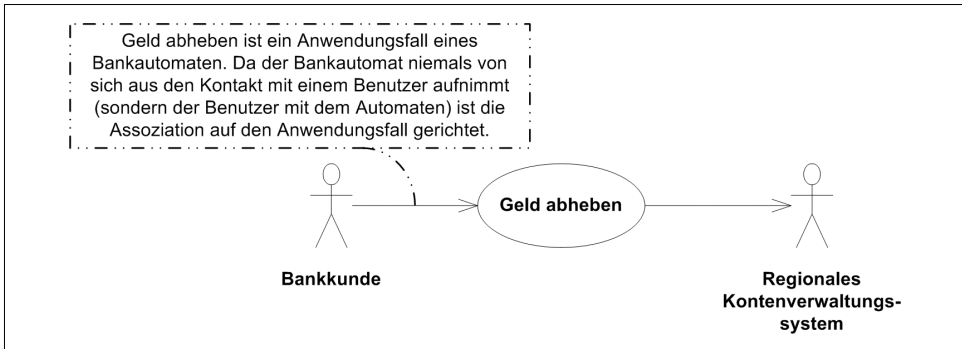 Geld abheben ist ein Anwendungsfall eines
Bankautomaten. Da der Bankautomat niemals von
sich aus den Kontakt mit einem Benutzer aufnimmt
(sondern der Benutzer mit dem Automaten) ist die
Assoziation auf den Anwendungsfall gerichtet.
Geld abheben
Bankkunde
Regionales
Kontenverwaltungs-
system